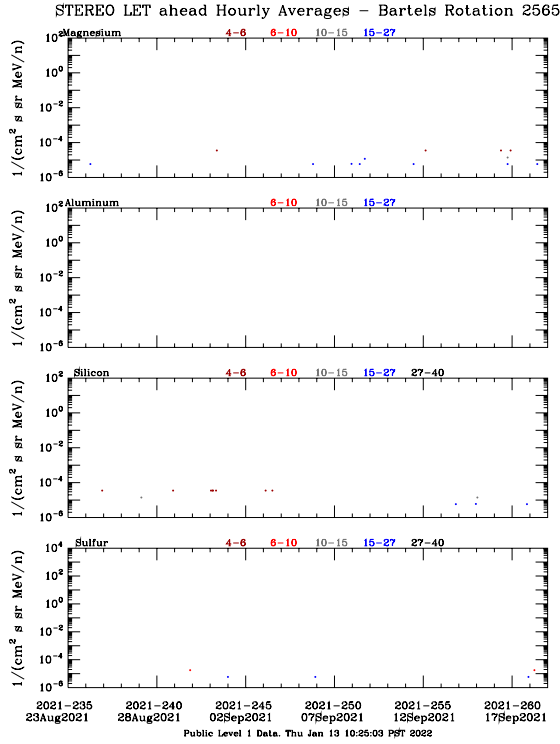 STEREO LET ahead Hourly Averages - Bartels Rotation 2565
Magnesium 4-6 6-10 10-15 15-27
10² 10⁰ 10⁻² 10⁻⁴ 10⁻⁶
1/(cm² s sr MeV/n)
Aluminum 6-10 10-15 15-27
10² 10⁰ 10⁻² 10⁻⁴ 10⁻⁶
1/(cm² s sr MeV/n)
Silicon 4-6 6-10 10-15 15-27 27-40
10² 10⁰ 10⁻² 10⁻⁴ 10⁻⁶
1/(cm² s sr MeV/n)
Sulfur 4-6 6-10 10-15 15-27 27-40
10⁴ 10² 10⁰ 10⁻² 10⁻⁴ 10⁻⁶
1/(cm² s sr MeV/n)
2021-235 2021-240 2021-245 2021-250 2021-255 2021-260
23Aug2021 28Aug2021 02Sep2021 07Sep2021 12Sep2021 17Sep2021
Public Level 1 Data. Thu Jan 13 10:25:03 PST 2022